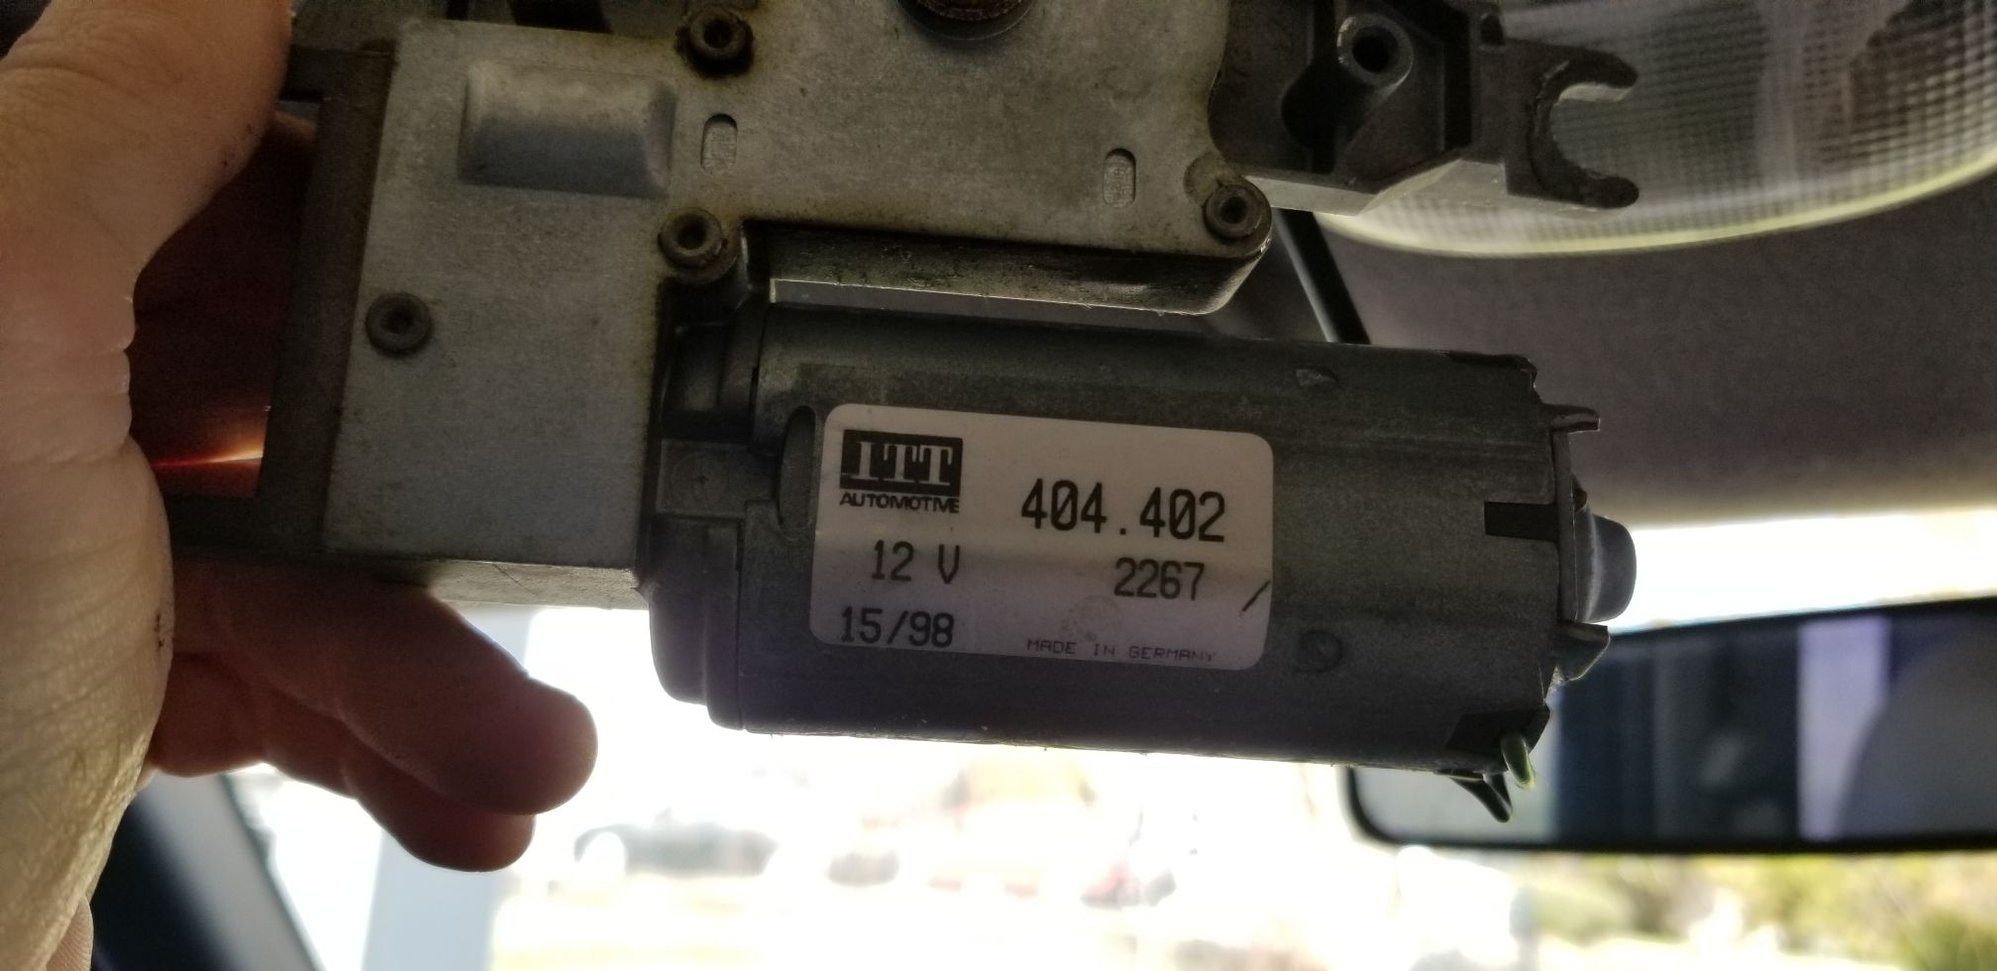 ITT
AUTOMOTIVE
404.402
12 V
2267 /
15/98
MADE IN GERMANY